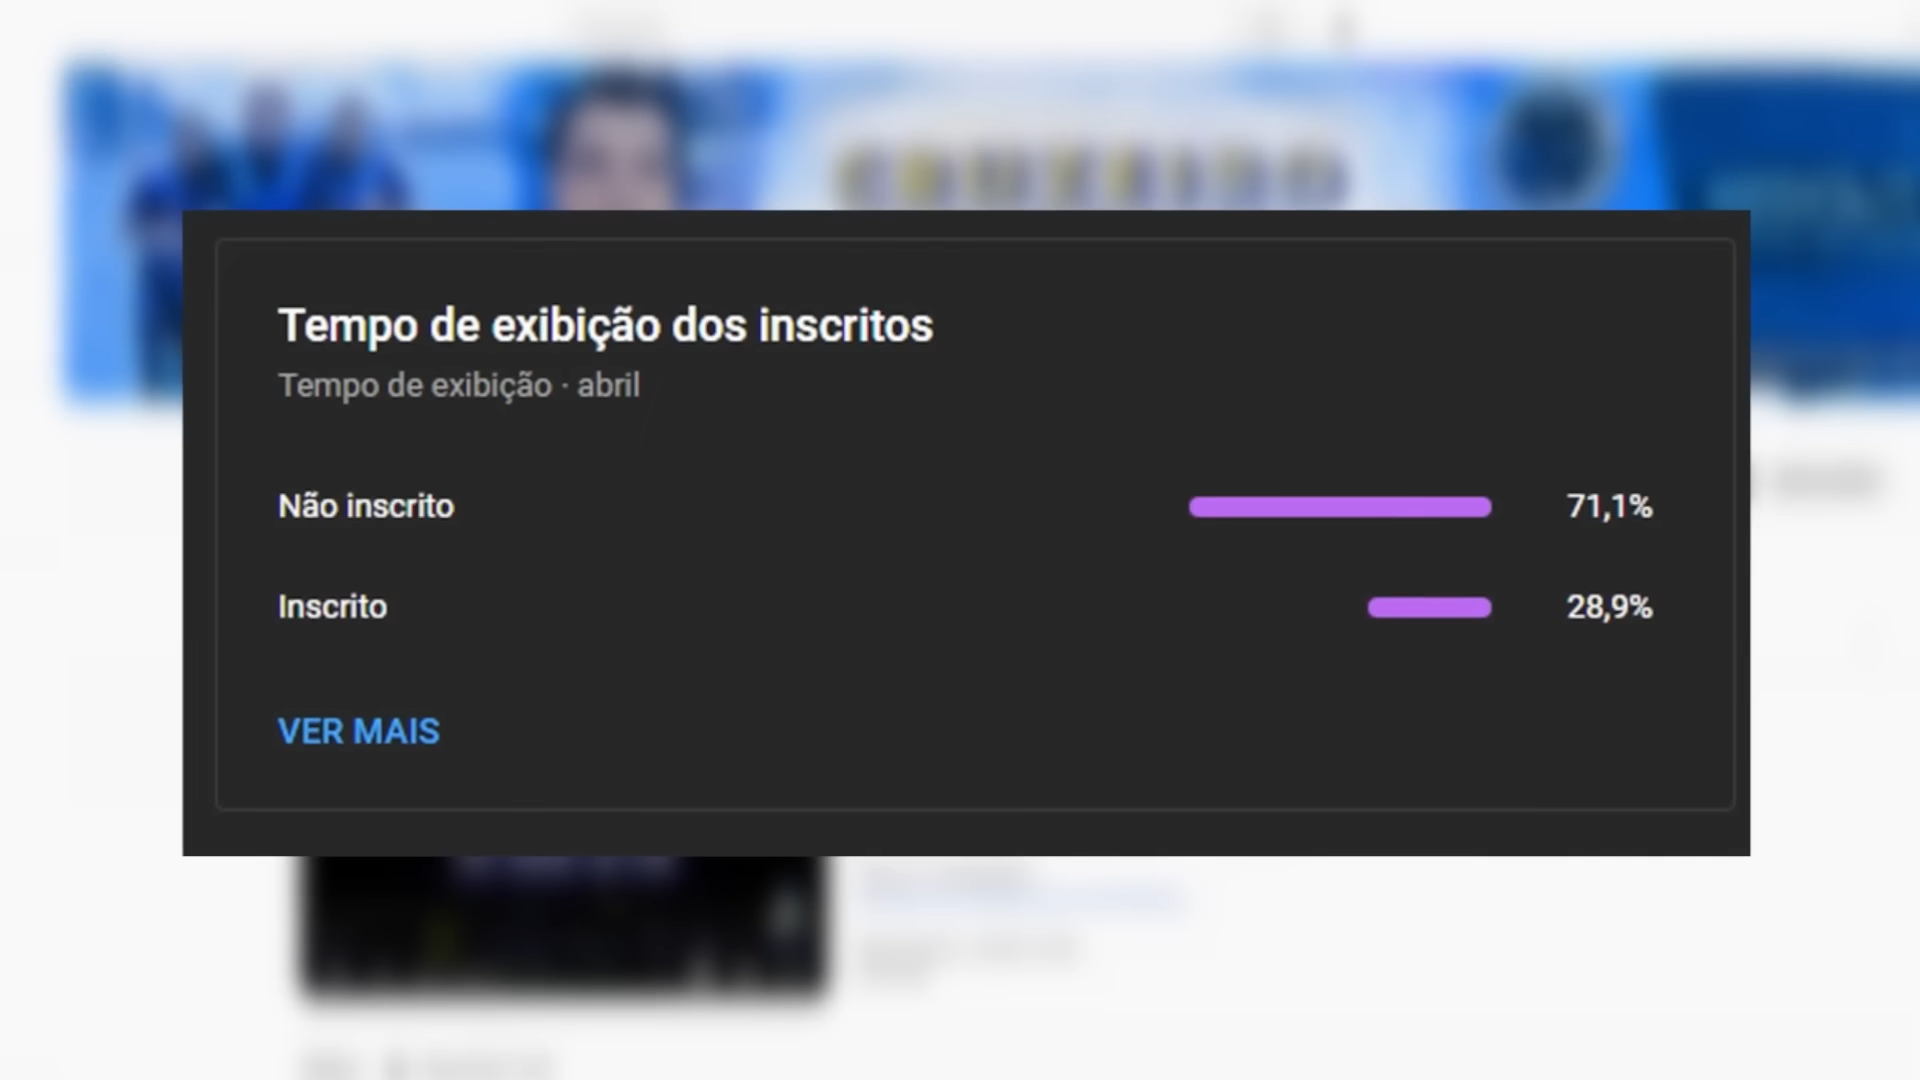 Tempo de exibição dos inscritos
Tempo de exibição · abril
Não inscrito 71,1%
Inscrito 28,9%
VER MAIS